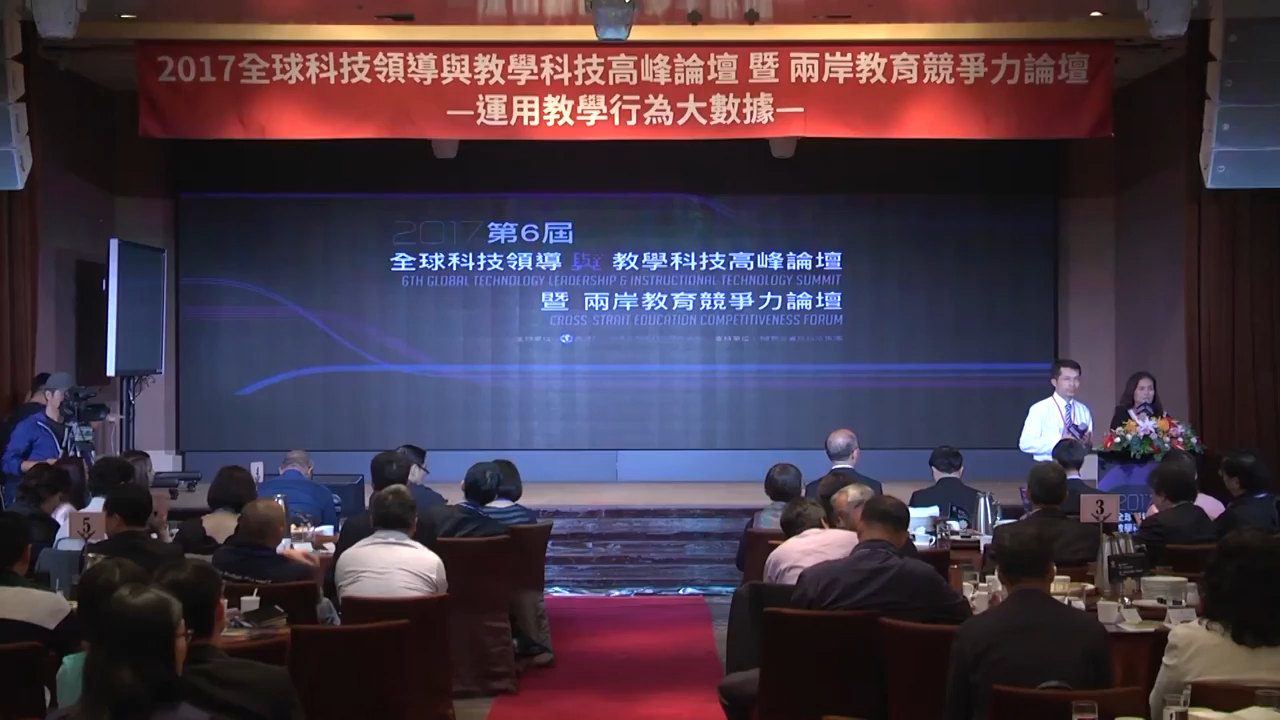 2017全球科技領導與教學科技高峰論壇 暨 兩岸教育競爭力論壇
—運用教學行為大數據—
2017第6屆
全球科技領導與教學科技高峰論壇
6TH GLOBAL TECHNOLOGY LEADERSHIP & INSTRUCTIONAL TECHNOLOGY SUMMIT
暨 兩岸教育競爭力論壇
CROSS-STRAIT EDUCATION COMPETITIVENESS FORUM
5
3
2017